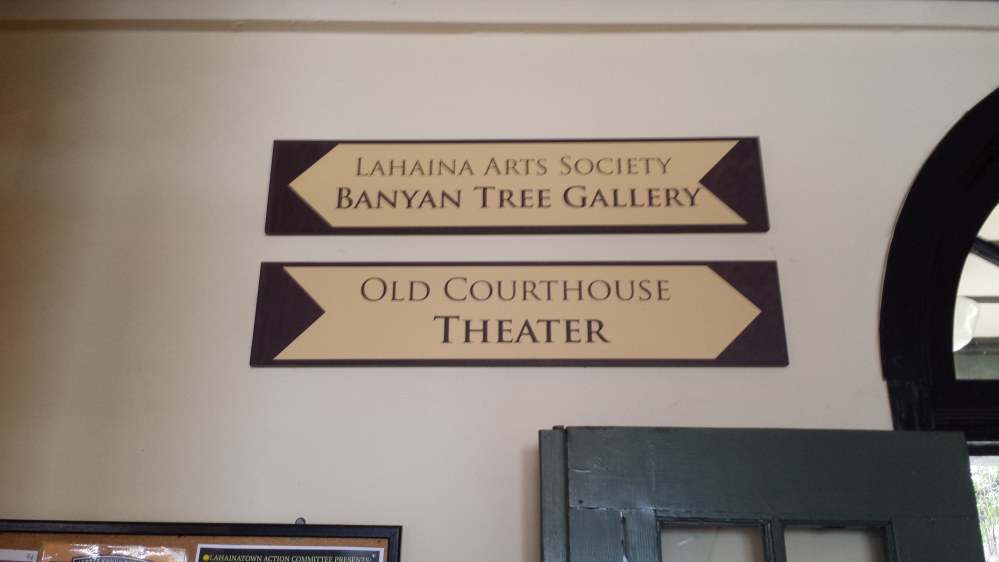 LAHAINA ARTS SOCIETY
BANYAN TREE GALLERY
OLD COURTHOUSE
THEATER
LAHAINATOWN ACTION COMMITTEE PRESENTS: